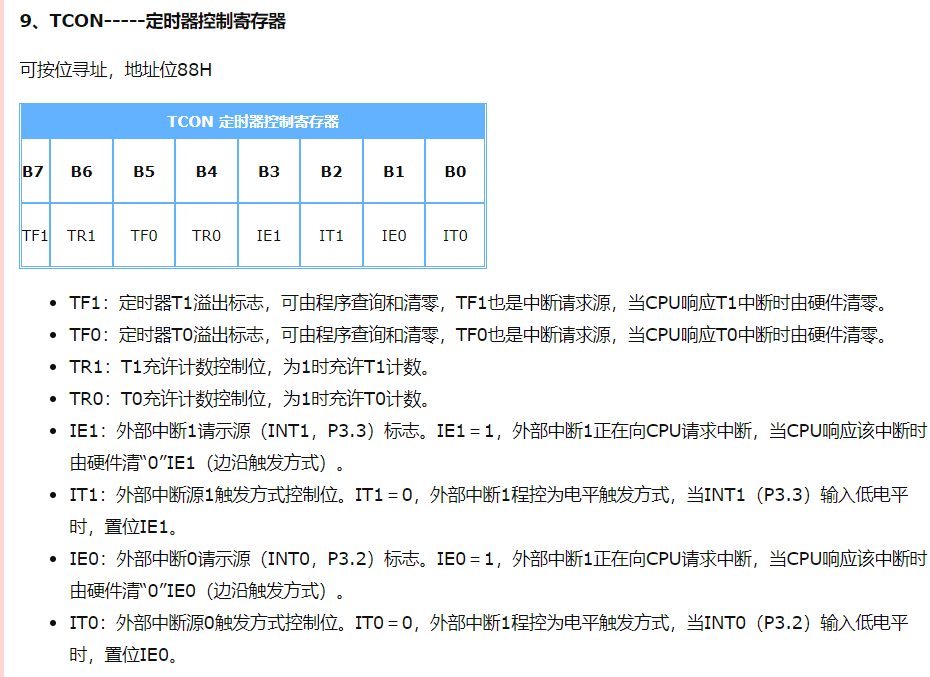 9、TCON-----定时器控制寄存器
可按位寻址，地址位88H
TCON 定时器控制寄存器
B7 B6 B5 B4 B3 B2 B1 B0
TF1 TR1 TF0 TR0 IE1 IT1 IE0 IT0
• TF1：定时器T1溢出标志，可由程序查询和清零，TF1也是中断请求源，当CPU响应T1中断时由硬件清零。
• TF0：定时器T0溢出标志，可由程序查询和清零，TF0也是中断请求源，当CPU响应T0中断时由硬件清零。
• TR1：T1充许计数控制位，为1时充许T1计数。
• TR0：T0充许计数控制位，为1时充许T0计数。
• IE1：外部中断1请示源（INT1，P3.3）标志。IE1＝1，外部中断1正在向CPU请求中断，当CPU响应该中断时
由硬件清“0”IE1（边沿触发方式）。
• IT1：外部中断源1触发方式控制位。IT1＝0，外部中断1程控为电平触发方式，当INT1（P3.3）输入低电平
时，置位IE1。
• IE0：外部中断0请示源（INT0，P3.2）标志。IE0＝1，外部中断1正在向CPU请求中断，当CPU响应该中断时
由硬件清“0”IE0（边沿触发方式）。
• IT0：外部中断源0触发方式控制位。IT0＝0，外部中断1程控为电平触发方式，当INT0（P3.2）输入低电平
时，置位IE0。